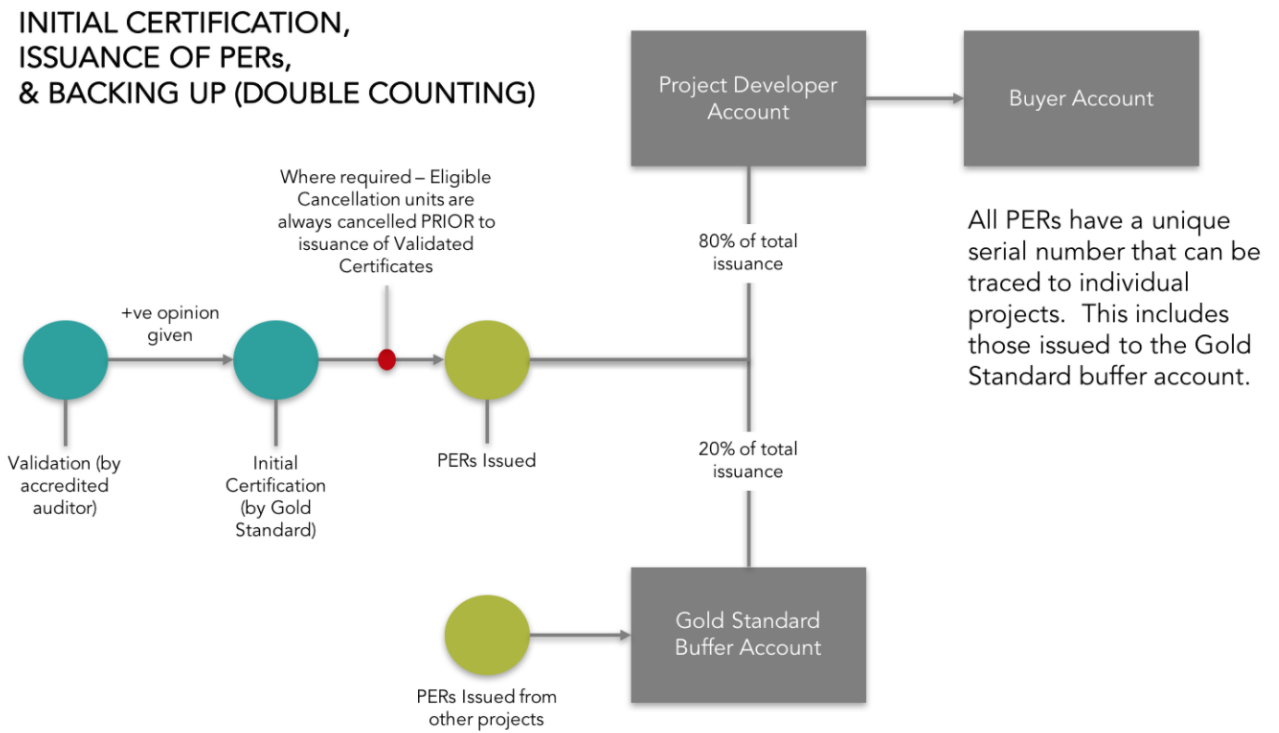 INITIAL CERTIFICATION,
ISSUANCE OF PERs,
& BACKING UP (DOUBLE COUNTING)
Project Developer
Account
Buyer Account
Where required – Eligible
Cancellation units are
always cancelled PRIOR to
issuance of Validated
Certificates
80% of total
issuance
All PERs have a unique
serial number that can be
traced to individual
projects. This includes
those issued to the Gold
Standard buffer account.
+ve opinion
given
Validation (by
accredited
auditor)
Initial
Certification
(by Gold
Standard)
PERs Issued
20% of total
issuance
Gold Standard
Buffer Account
PERs Issued from
other projects